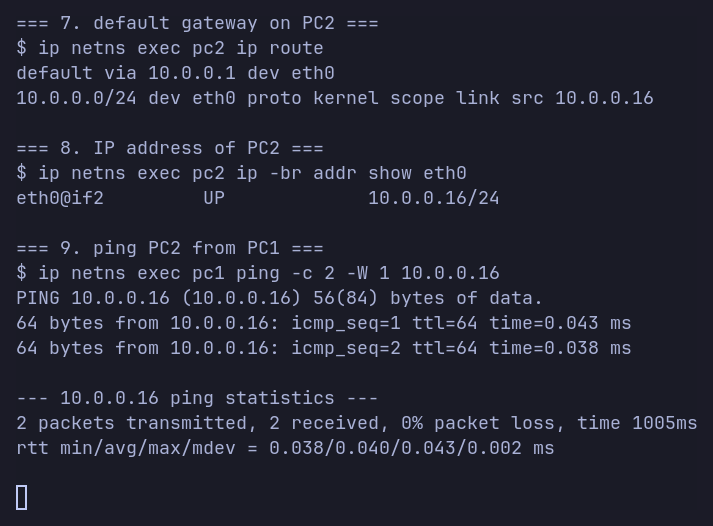 === 7. default gateway on PC2 ===
$ ip netns exec pc2 ip route
default via 10.0.0.1 dev eth0
10.0.0.0/24 dev eth0 proto kernel scope link src 10.0.0.16

=== 8. IP address of PC2 ===
$ ip netns exec pc2 ip -br addr show eth0
eth0@if2         UP             10.0.0.16/24

=== 9. ping PC2 from PC1 ===
$ ip netns exec pc1 ping -c 2 -W 1 10.0.0.16
PING 10.0.0.16 (10.0.0.16) 56(84) bytes of data.
64 bytes from 10.0.0.16: icmp_seq=1 ttl=64 time=0.043 ms
64 bytes from 10.0.0.16: icmp_seq=2 ttl=64 time=0.038 ms

--- 10.0.0.16 ping statistics ---
2 packets transmitted, 2 received, 0% packet loss, time 1005ms
rtt min/avg/max/mdev = 0.038/0.040/0.043/0.002 ms